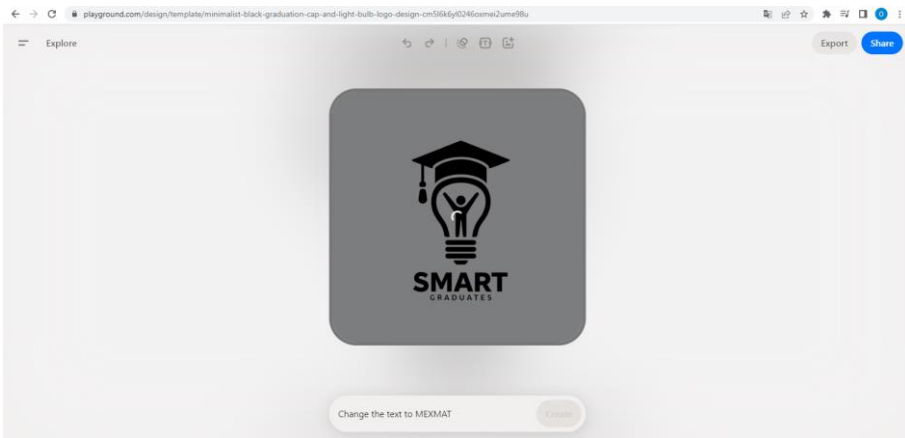 playground.com/design/template/minimalist-black-graduation-cap-and-light-bulb-logo-design-cm5l6k6yl0246oxmei2ume98u
Explore
Export
Share
SMART
GRADUATES
Change the text to MEXMAT
Create